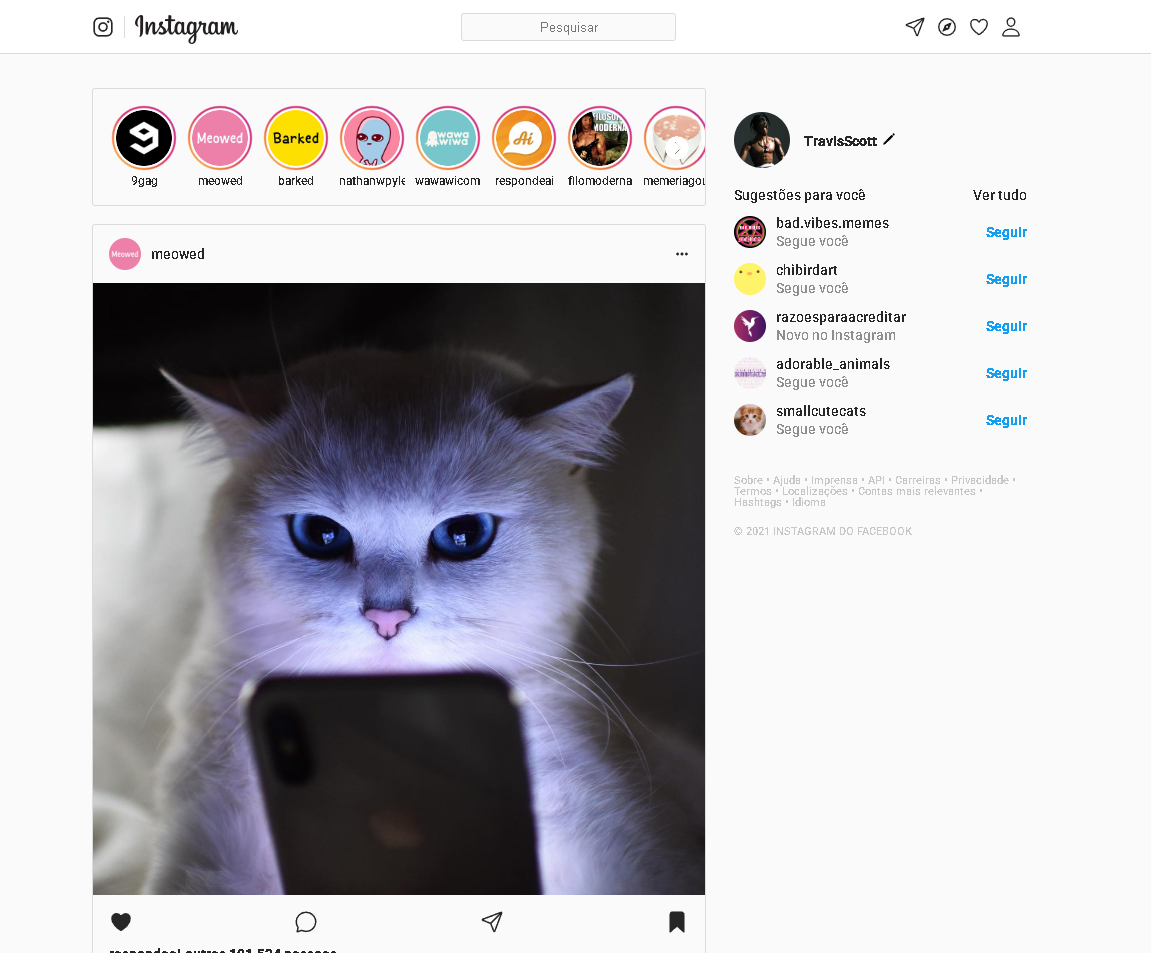 Instagram
Pesquisar
9gag
meowed
barked
nathanwpyle
wawawicom
respondeai
filomoderna
memeriagou
Meowed
Barked
wawa
wiwa
Ai
FILOSOF
MODERNA
TravisScott
Sugestões para você
Ver tudo
bad.vibes.memes
Segue você
Seguir
chibirdart
Segue você
Seguir
razoesparaacreditar
Novo no Instagram
Seguir
adorable_animals
Segue você
Seguir
smallcutecats
Segue você
Seguir
Sobre • Ajuda • Imprensa • API • Carreiras • Privacidade •
Termos • Localizações • Contas mais relevantes •
Hashtags • Idioma
© 2021 INSTAGRAM DO FACEBOOK
Meowed
meowed